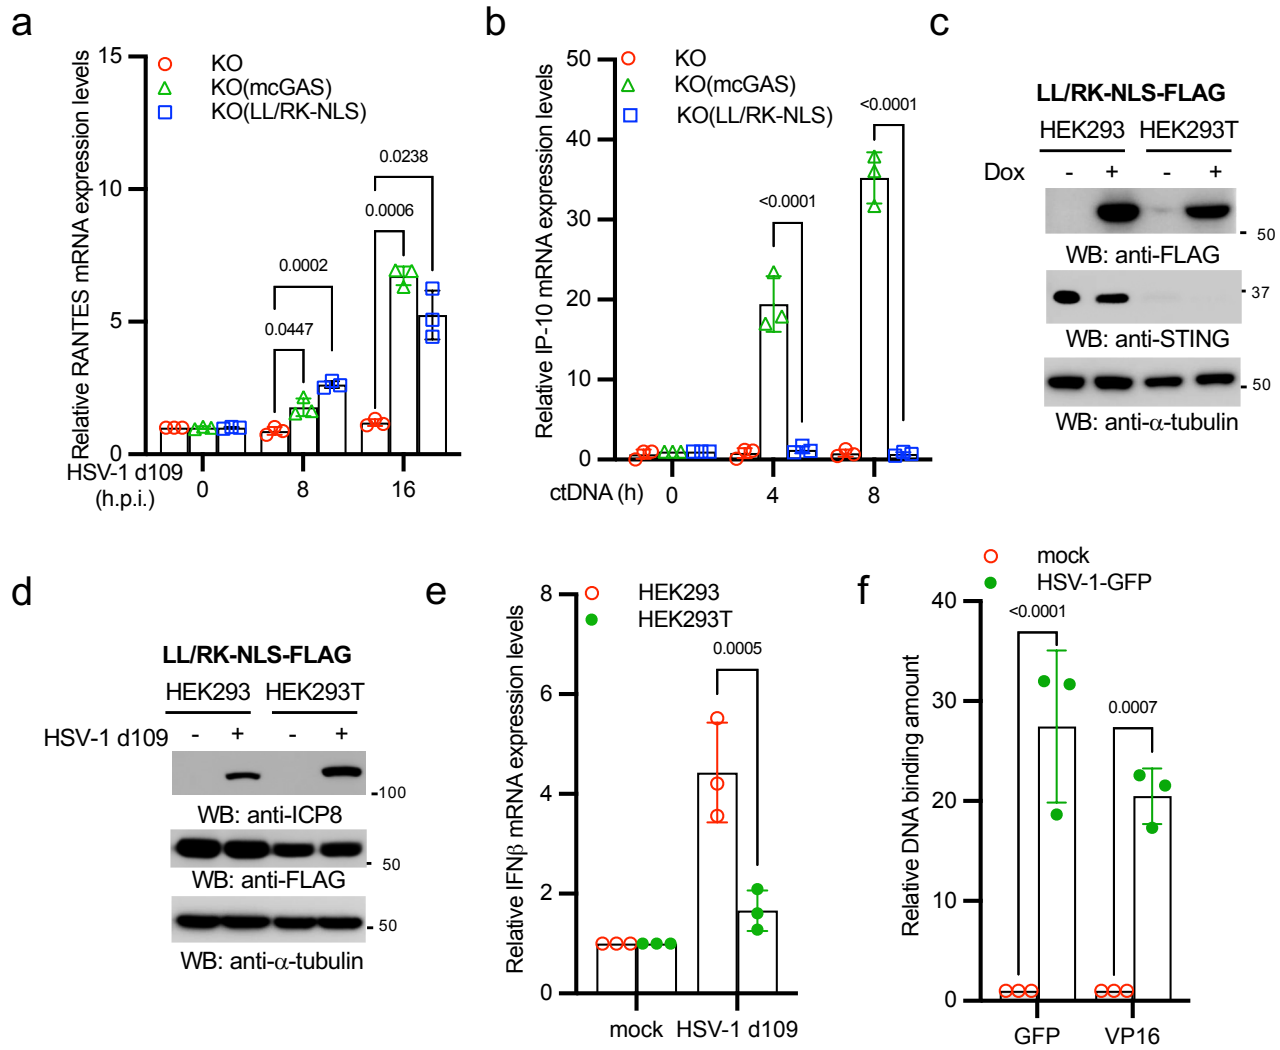 a
Relative RANTES mRNA expression levels
15
10
5
0
KO
KO(mcGAS)
KO(LL/RK-NLS)
0.0447
0.0002
0.0006
0.0238
HSV-1 d109
(h.p.i.)
0
8
16
b
Relative IP-10 mRNA expression levels
50
40
30
20
10
0
KO
KO(mcGAS)
KO(LL/RK-NLS)
<0.0001
<0.0001
ctDNA (h)
0
4
8
c
LL/RK-NLS-FLAG
HEK293 HEK293T
Dox - + - +
- 50
WB: anti-FLAG
- 37
WB: anti-STING
- 50
WB: anti-α-tubulin
d
LL/RK-NLS-FLAG
HEK293 HEK293T
HSV-1 d109 - + - +
-100
WB: anti-ICP8
- 50
WB: anti-FLAG
- 50
WB: anti-α-tubulin
e
Relative IFNβ mRNA expression levels
8
6
4
2
0
HEK293
HEK293T
0.0005
mock HSV-1 d109
f
mock
HSV-1-GFP
Relative DNA binding amount
40
30
20
10
0
<0.0001
0.0007
GFP VP16